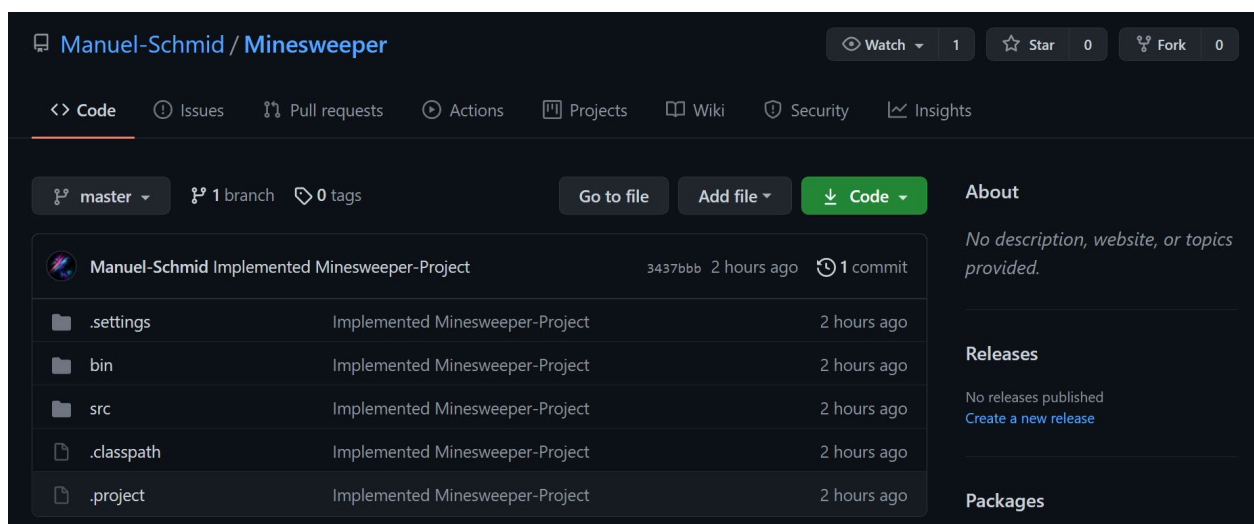 Manuel-Schmid / Minesweeper
Watch 1 Star 0 Fork 0
Code Issues Pull requests Actions Projects Wiki Security Insights
master 1 branch 0 tags Go to file Add file Code
Manuel-Schmid Implemented Minesweeper-Project 3437bbb 2 hours ago 1 commit
.settings Implemented Minesweeper-Project 2 hours ago
bin Implemented Minesweeper-Project 2 hours ago
src Implemented Minesweeper-Project 2 hours ago
.classpath Implemented Minesweeper-Project 2 hours ago
.project Implemented Minesweeper-Project 2 hours ago
About
No description, website, or topics
provided.
Releases
No releases published
Create a new release
Packages